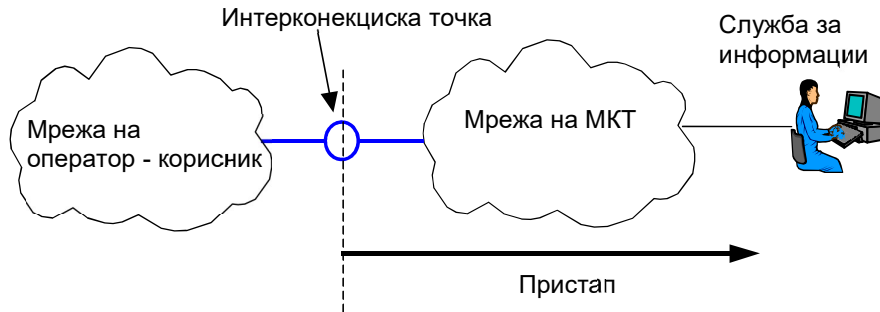 Интерконекциска точка
Служба за
информации
Мрежа на
оператор - корисник
Мрежа на МКТ
Пристап